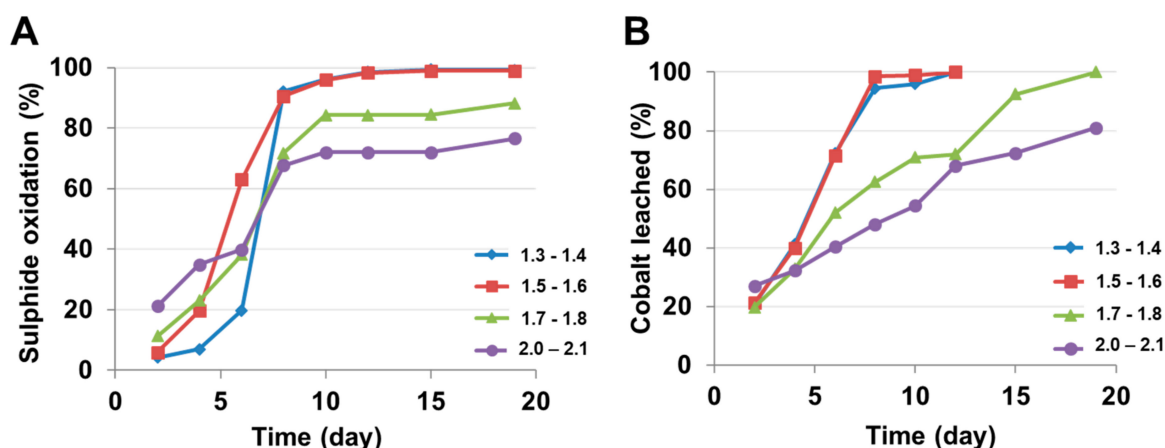 A
Sulphide oxidation (%)
100
80
60
40
20
0
0 5 10 15 20
Time (day)
1.3 - 1.4
1.5 - 1.6
1.7 - 1.8
2.0 – 2.1
B
Cobalt leached (%)
100
80
60
40
20
0
0 5 10 15 20
Time (day)
1.3 - 1.4
1.5 - 1.6
1.7 - 1.8
2.0 – 2.1